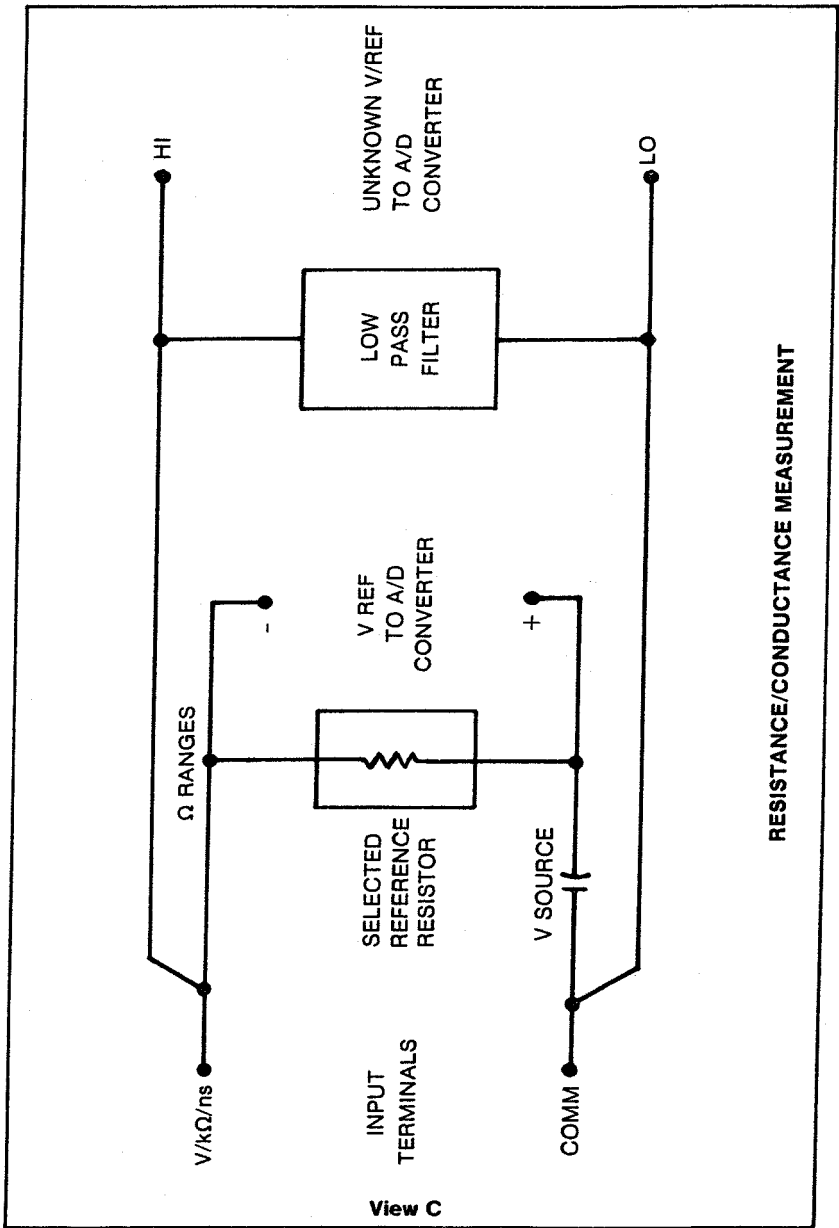 V/kΩ/ns
INPUT
TERMINALS
COMM
Ω RANGES
SELECTED
REFERENCE
RESISTOR
V SOURCE
-
V REF
TO A/D
CONVERTER
+
LOW
PASS
FILTER
HI
UNKNOWN V/REF
TO A/D
CONVERTER
LO
RESISTANCE/CONDUCTANCE MEASUREMENT
View C